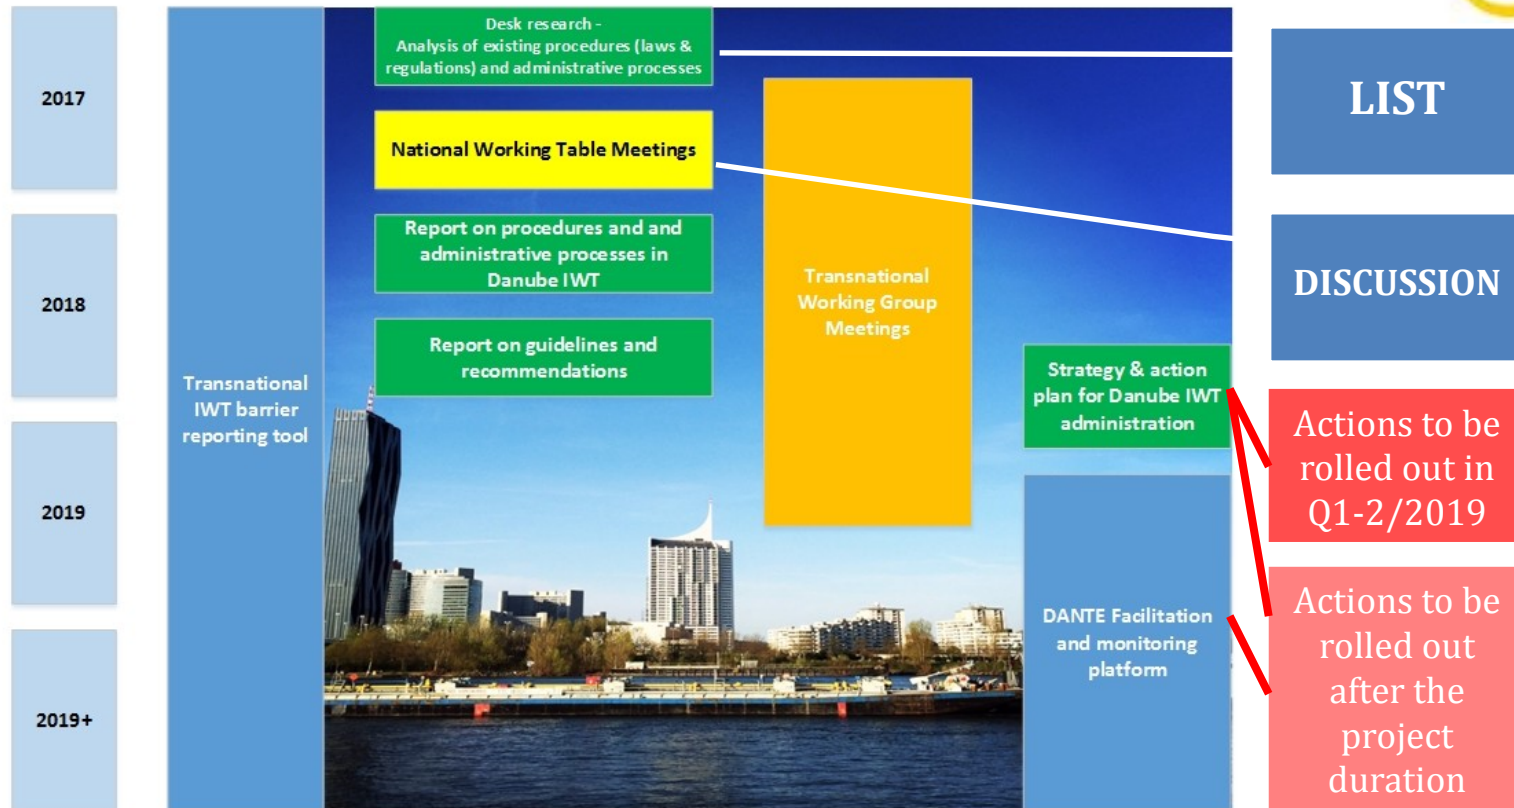 2017
2018
2019
2019+
Transnational
IWT barrier
reporting tool
Desk research -
Analysis of existing procedures (laws &
regulations) and administrative processes
National Working Table Meetings
Report on procedures and and
administrative processes in
Danube IWT
Report on guidelines and
recommendations
Transnational
Working Group
Meetings
Strategy & action
plan for Danube IWT
administration
DANTE Facilitation
and monitoring
platform
LIST
DISCUSSION
Actions to be
rolled out in
Q1-2/2019
Actions to be
rolled out
after the
project
duration